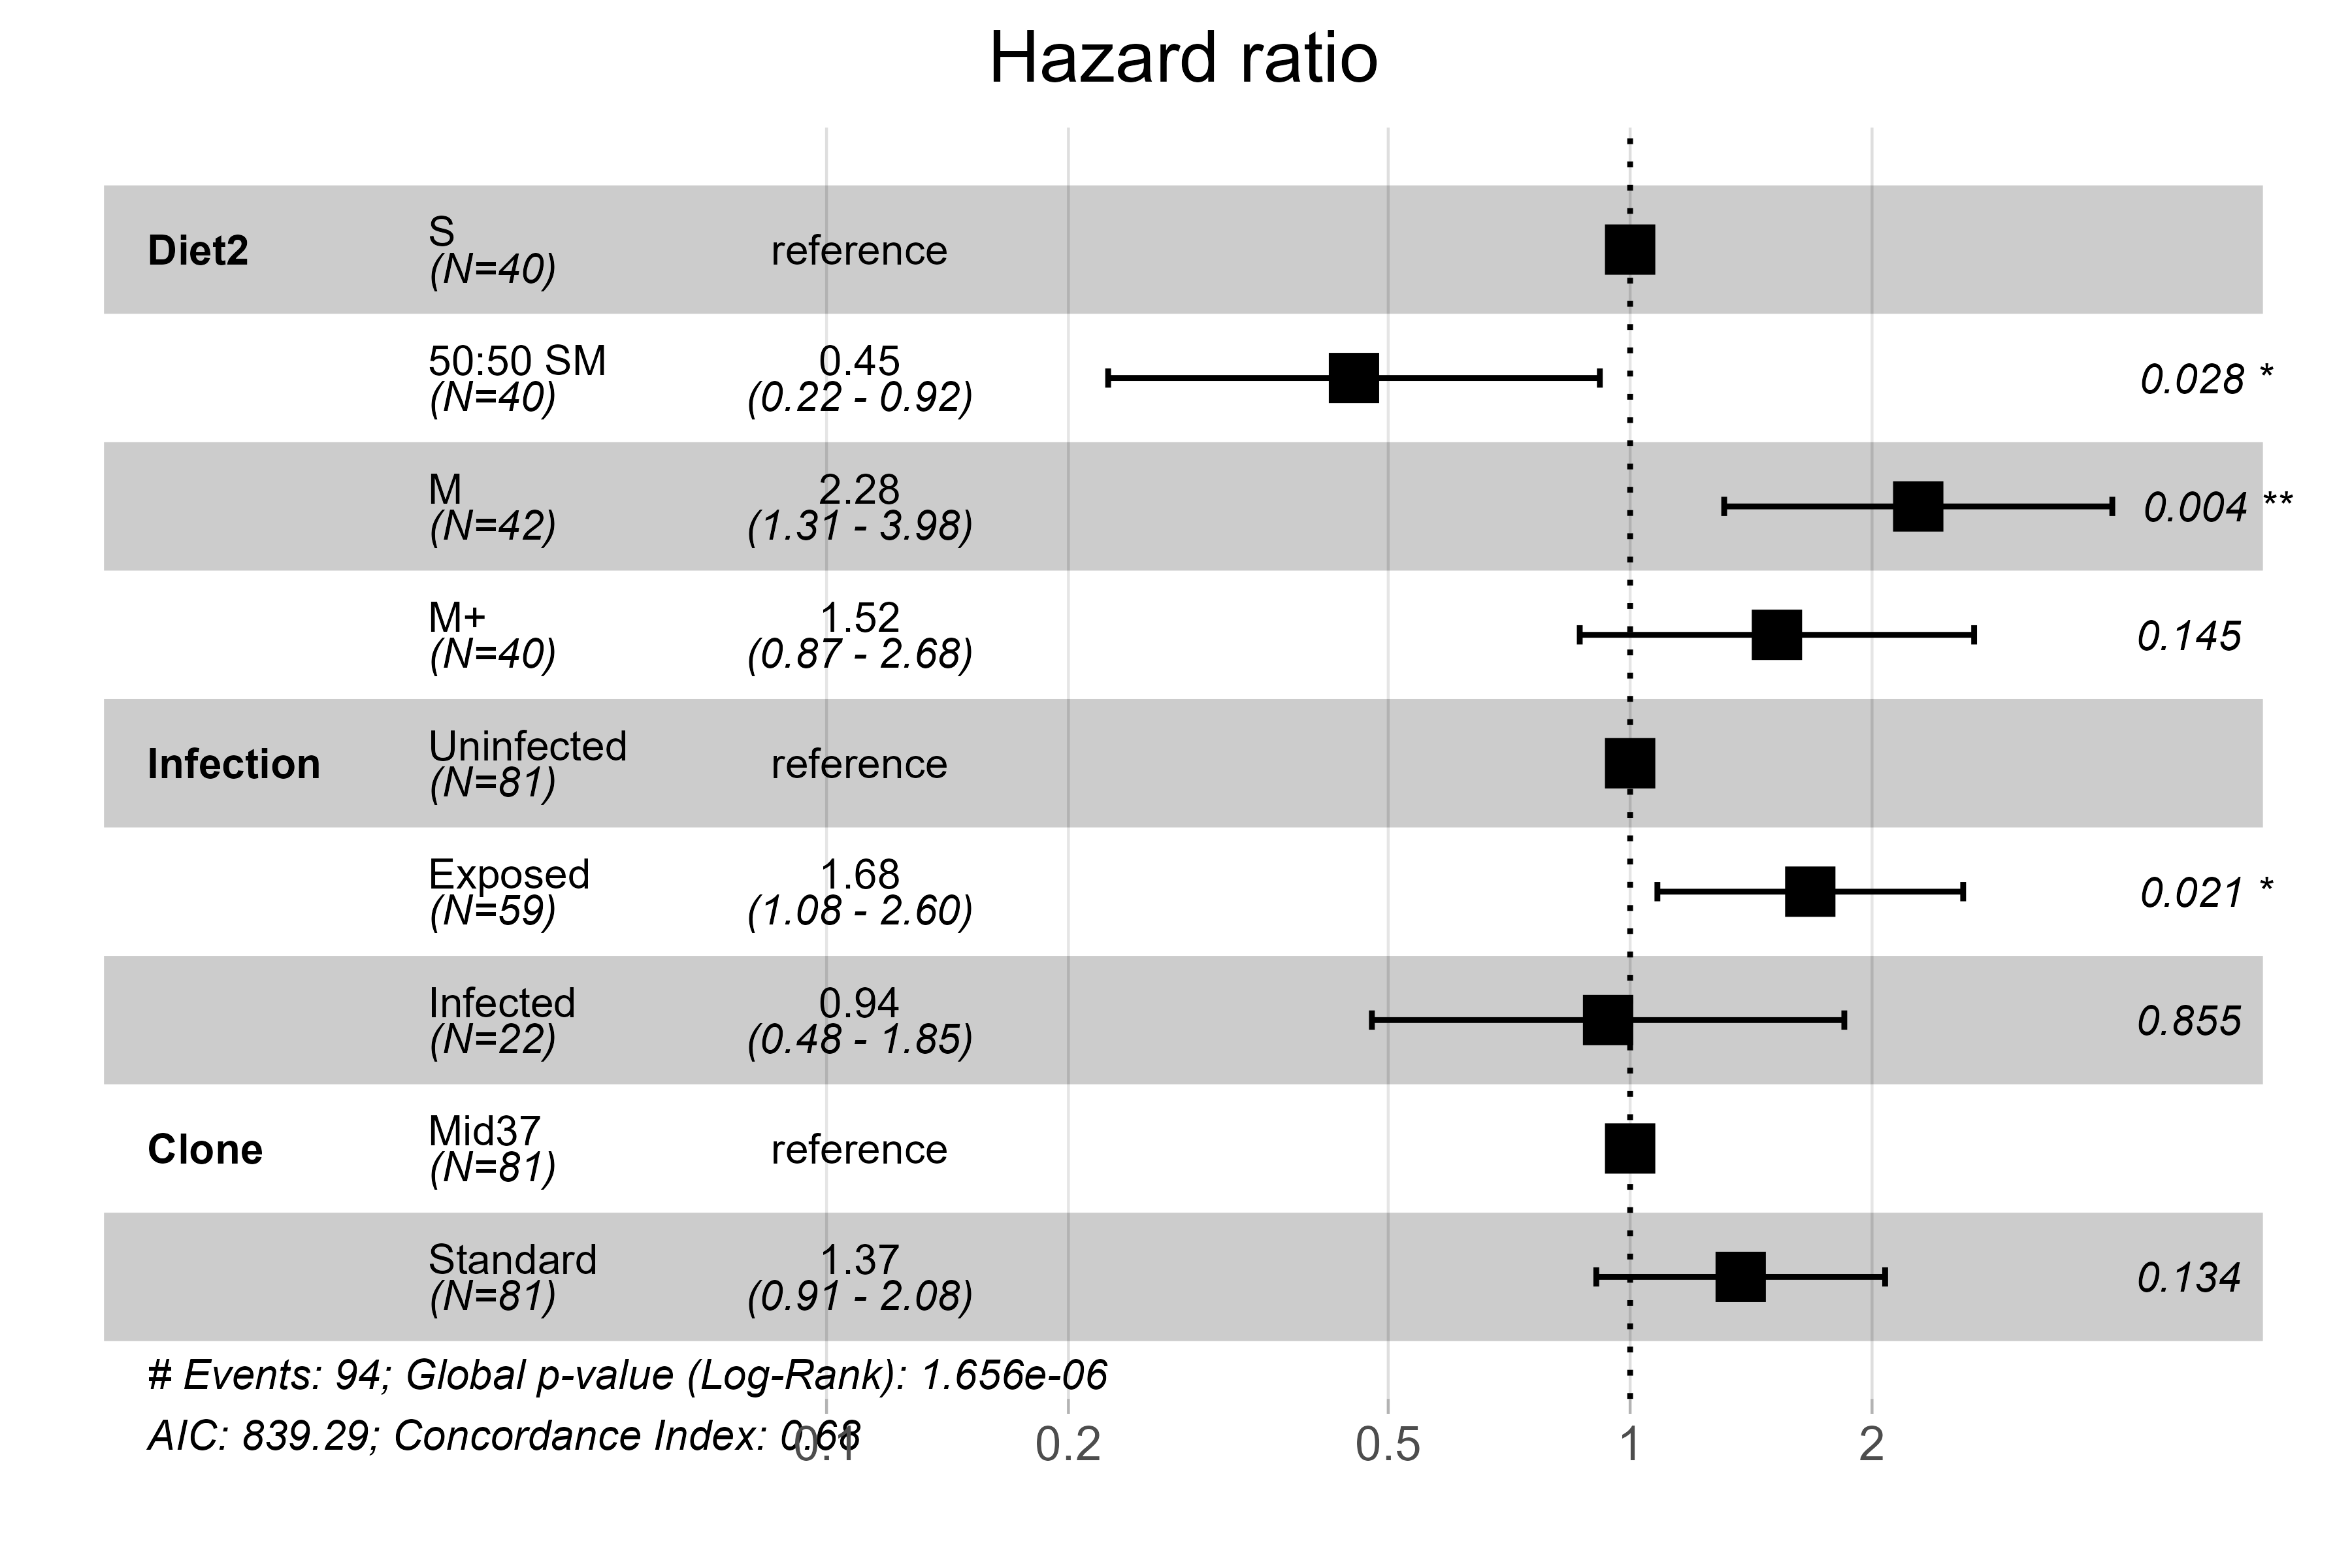 Hazard ratio
Diet2 S reference
(N=40)
50:50 SM 0.45
(N=40) (0.22 - 0.92) 0.028 *
M 2.28
(N=42) (1.31 - 3.98) 0.004 **
M+ 1.52
(N=40) (0.87 - 2.68) 0.145
Infection Uninfected reference
(N=81)
Exposed 1.68
(N=59) (1.08 - 2.60) 0.021 *
Infected 0.94
(N=22) (0.48 - 1.85) 0.855
Clone Mid37 reference
(N=81)
Standard 1.37
(N=81) (0.91 - 2.08) 0.134
# Events: 94; Global p-value (Log-Rank): 1.656e-06
AIC: 839.29; Concordance Index: 0.68
0.1 0.2 0.5 1 2